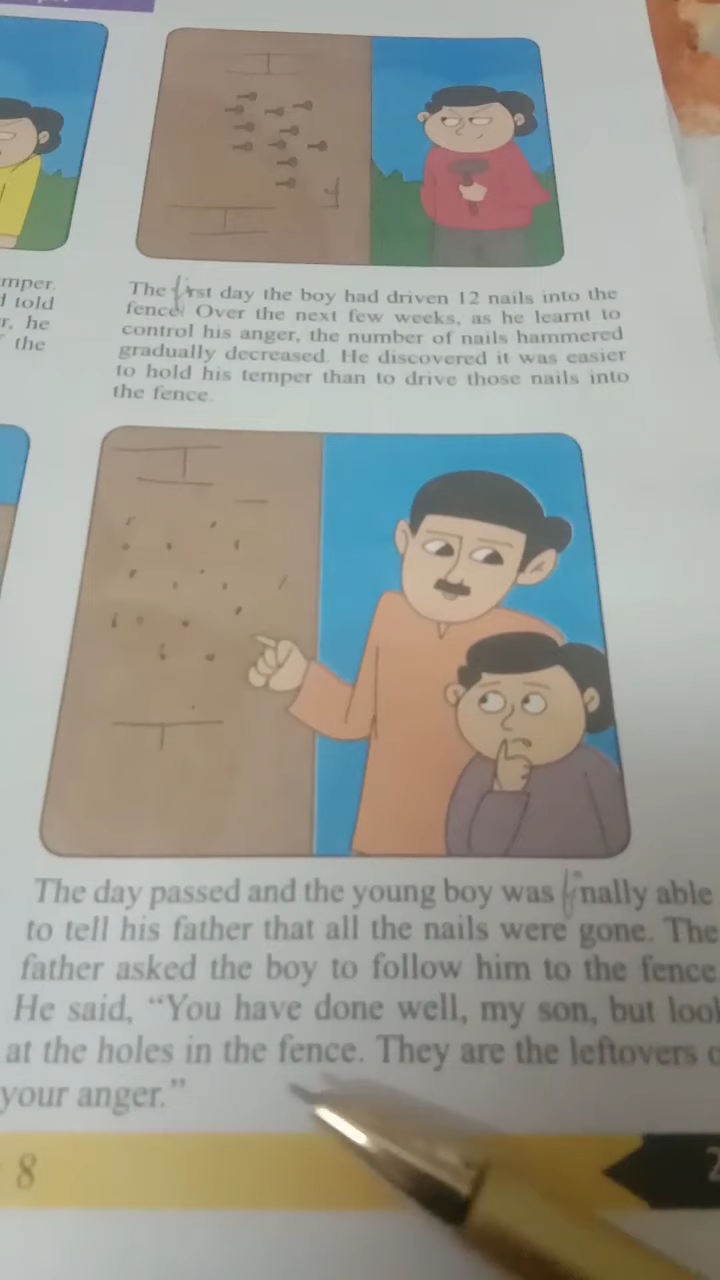 mper.
d told
r, he
the
The first day the boy had driven 12 nails into the
fence. Over the next few weeks, as he learnt to
control his anger, the number of nails hammered
gradually decreased. He discovered it was easier
to hold his temper than to drive those nails into
the fence.
The day passed and the young boy was finally able
to tell his father that all the nails were gone. The
father asked the boy to follow him to the fence
He said, “You have done well, my son, but look
at the holes in the fence. They are the leftovers o
your anger.”
8